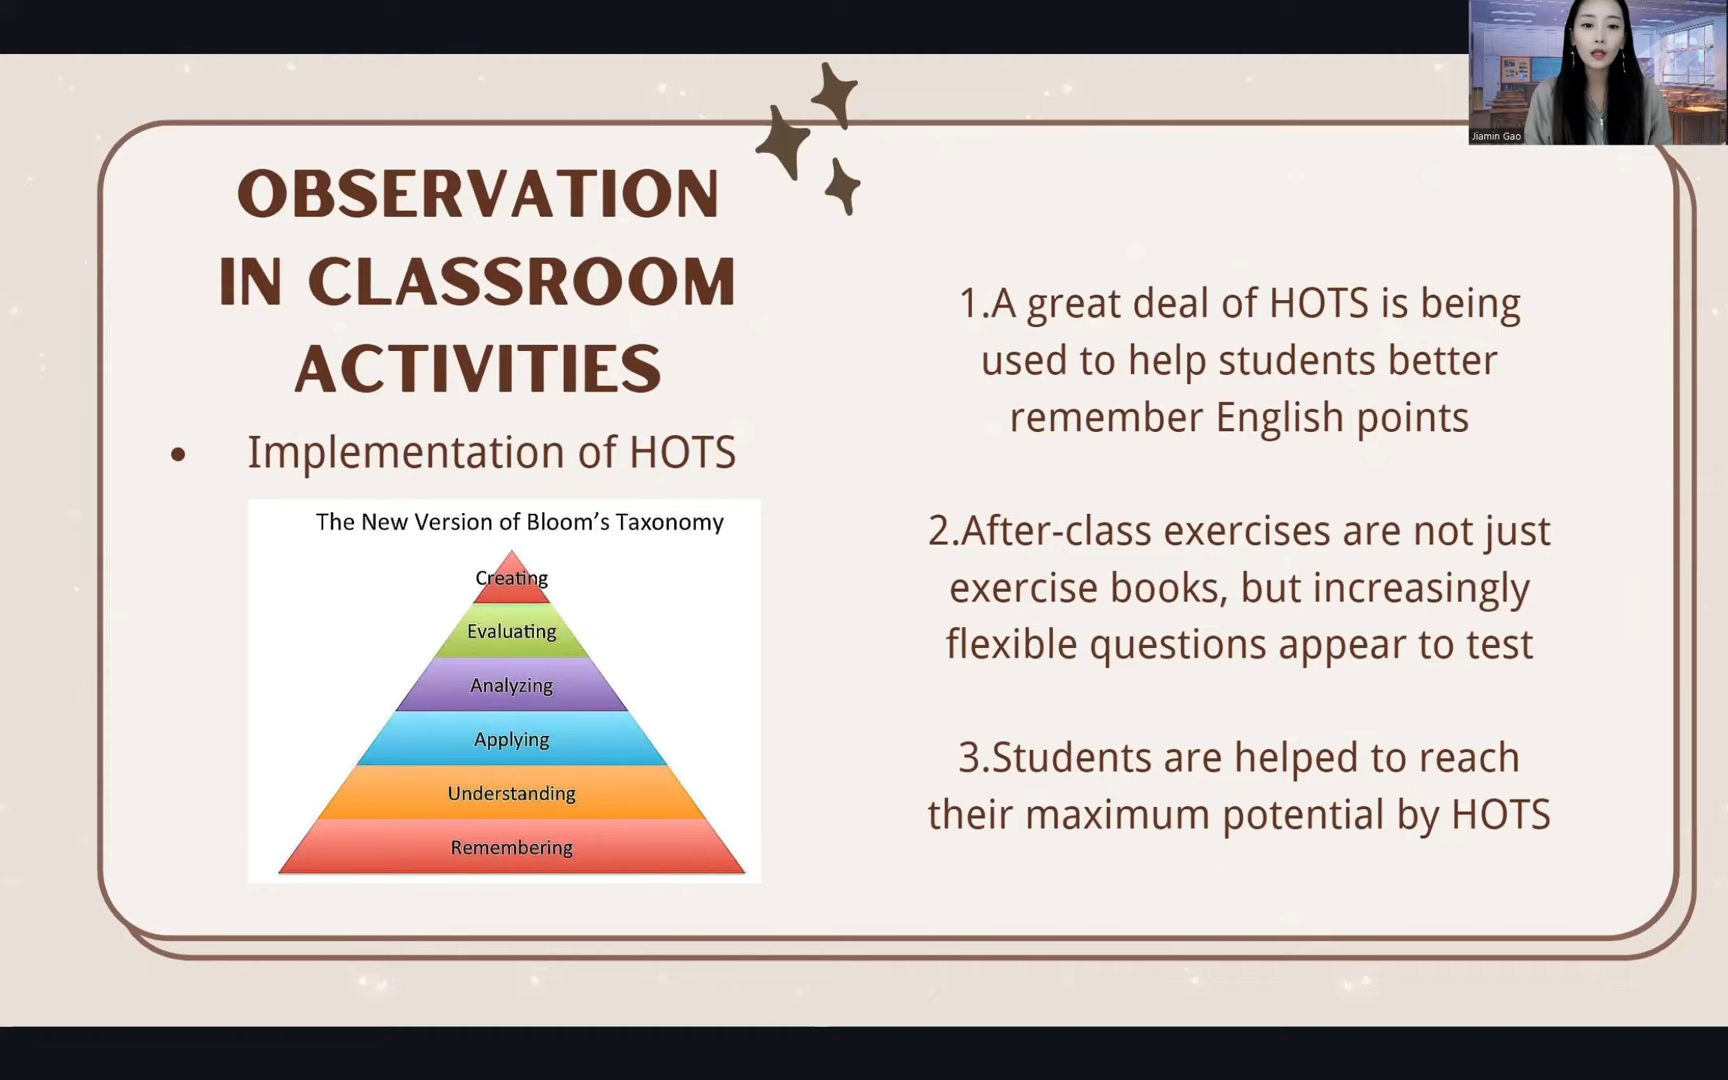 Jiamin Gao
OBSERVATION
IN CLASSROOM
ACTIVITIES
• Implementation of HOTS
The New Version of Bloom’s Taxonomy
Creating
Evaluating
Analyzing
Applying
Understanding
Remembering
1.A great deal of HOTS is being
used to help students better
remember English points
2.After-class exercises are not just
exercise books, but increasingly
flexible questions appear to test
3.Students are helped to reach
their maximum potential by HOTS